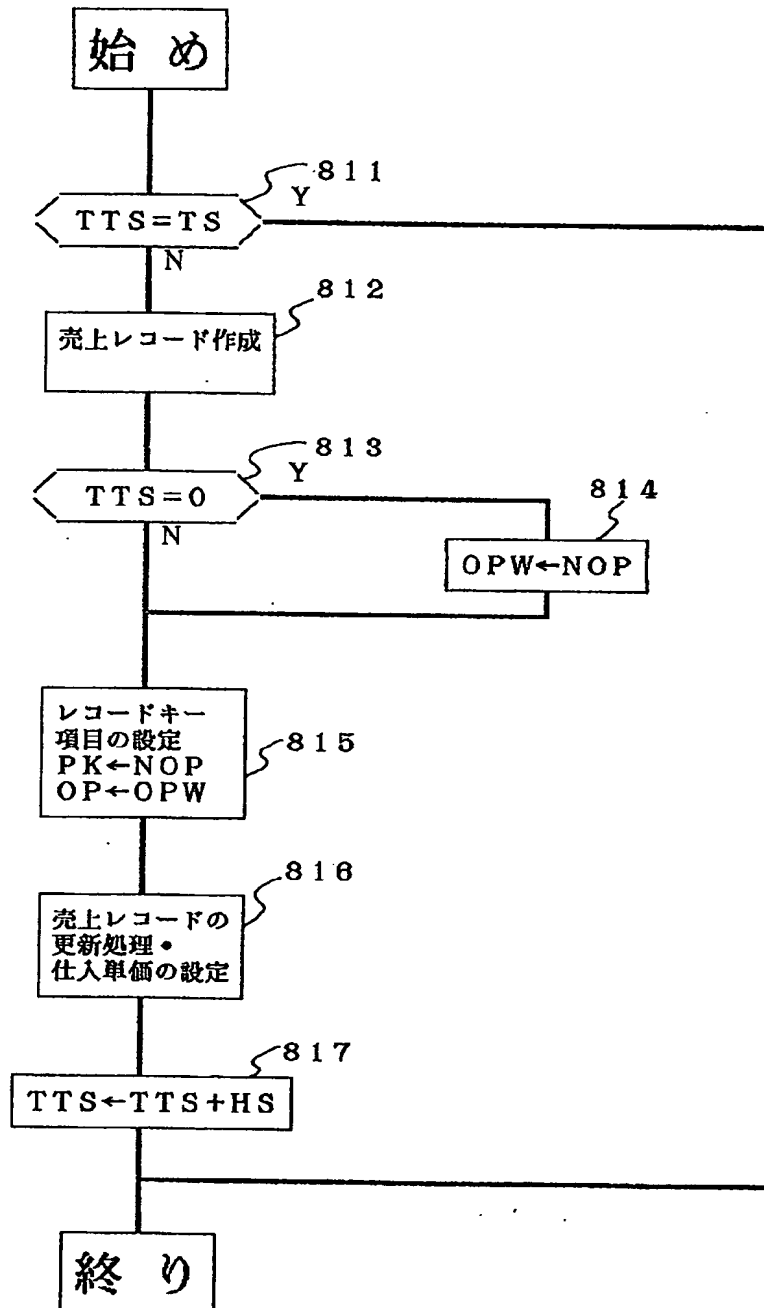 始め
811
TTS=TS
Y
N
812
売上レコード作成
813
TTS=0
Y
N
814
OPW←NOP
レコードキー
項目の設定
PK←NOP
OP←OPW
815
816
売上レコードの
更新処理・
仕入単価の設定
817
TTS←TTS+HS
終り